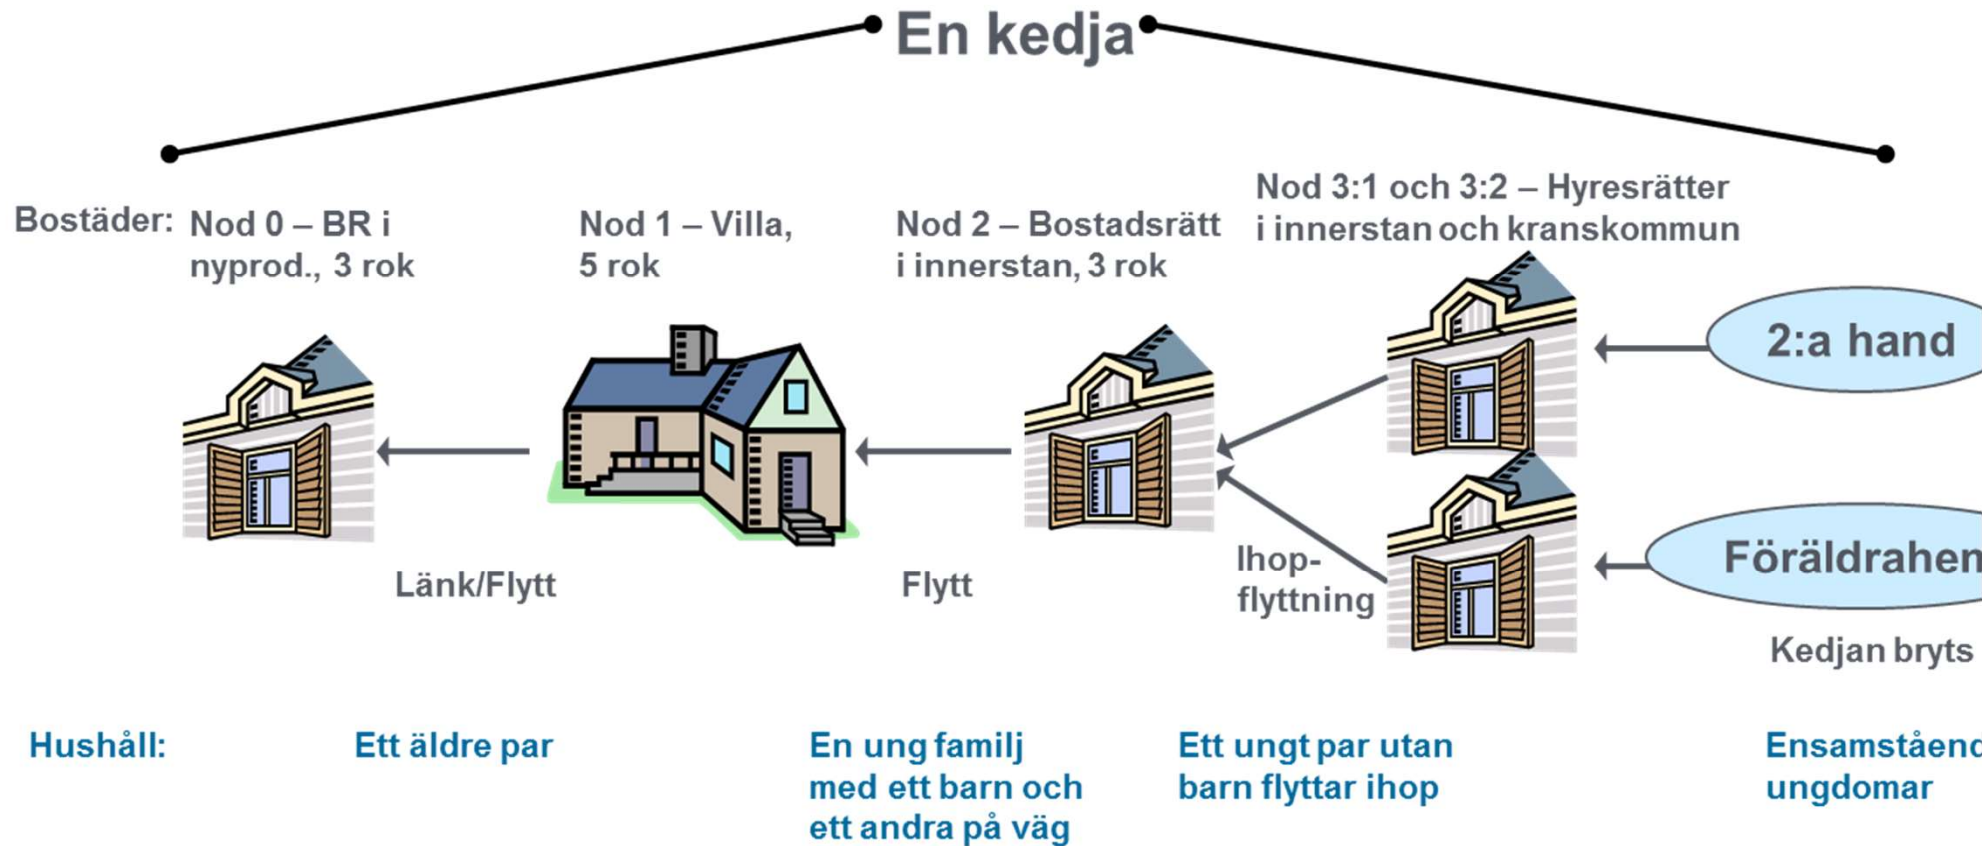 En kedja
Bostäder:
Nod 0 – BR i
nyprod., 3 rok
Nod 1 – Villa,
5 rok
Nod 2 – Bostadsrätt
i innerstan, 3 rok
Nod 3:1 och 3:2 – Hyresrätter
i innerstan och kranskommun
2:a hand
Länk/Flytt
Flytt
Ihop-
flyttning
Föräldrahem
Kedjan bryts
Hushåll:
Ett äldre par
En ung familj
med ett barn och
ett andra på väg
Ett ungt par utan
barn flyttar ihop
Ensamståend
ungdomar